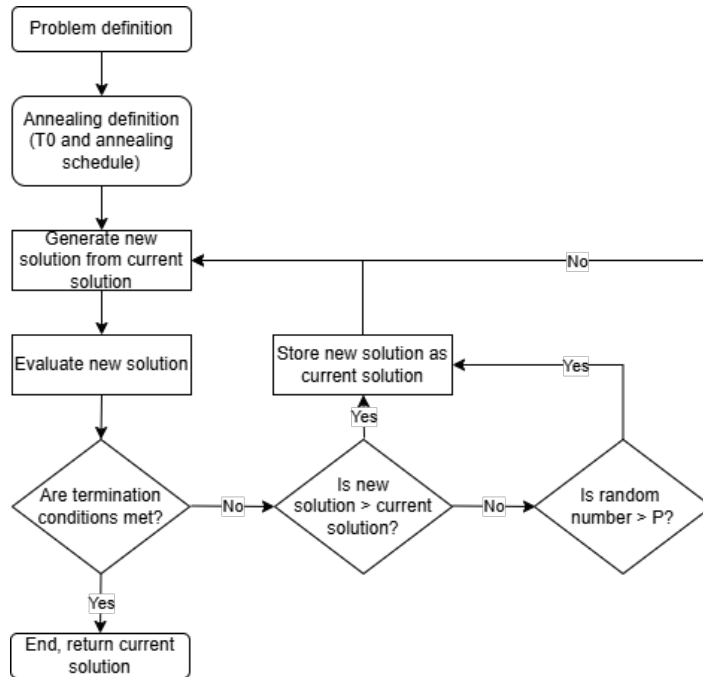 Problem definition
Annealing definition
(T0 and annealing
schedule)
Generate new
solution from current
solution
No
Evaluate new solution
Store new solution as
current solution
Yes
Yes
Are termination
conditions met?
No
Is new
solution > current
solution?
No
Is random
number > P?
Yes
End, return current
solution